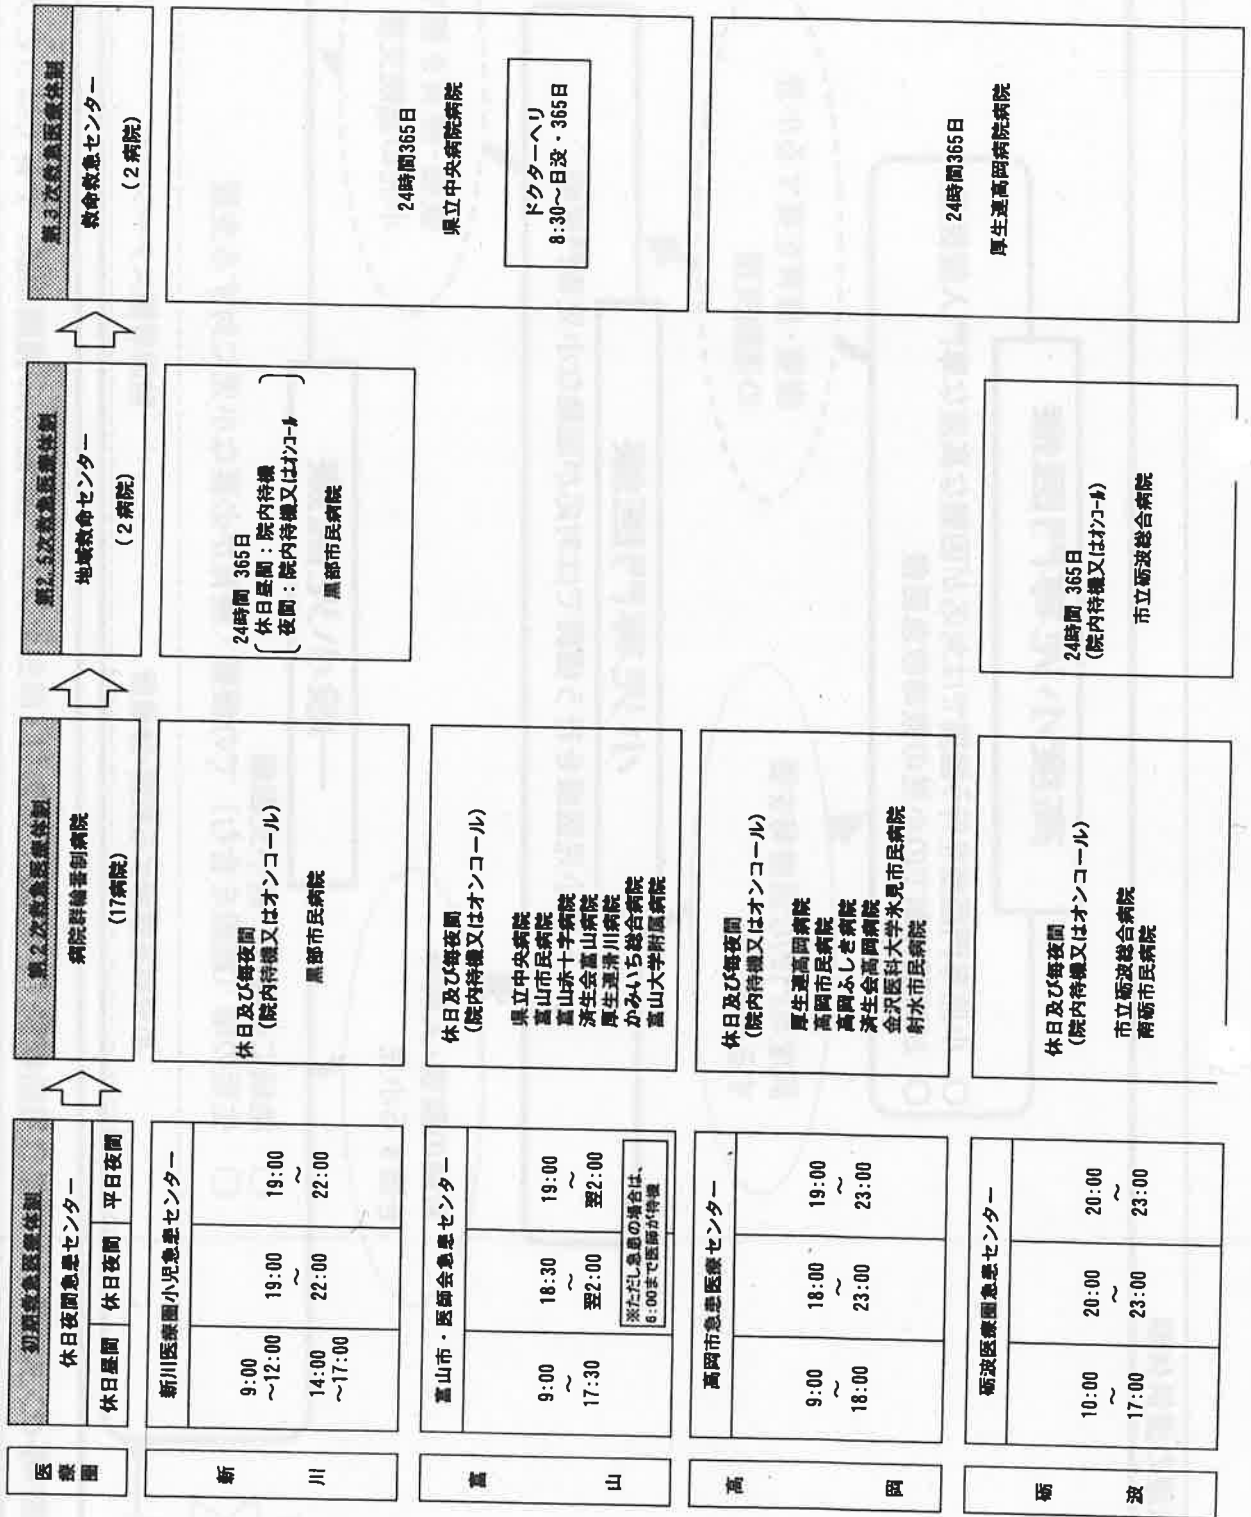 医療圏
初期救急医療体制
休日夜間急患センター
休日昼間
休日夜間
平日夜間
第2次救急医療体制
病院群輪番制病院
(17病院)
第2.5次救急医療体制
地域救命センター
(2病院)
第3次救急医療体制
救命救急センター
(2病院)
新川
新川医療圏小児急患センター
9:00
~12:00
14:00
~17:00
19:00
~
22:00
19:00
~
22:00
休日及び毎夜間
(院内待機又はオンコール)
黒部市民病院
24時間 365日
休日昼間:院内待機
夜間:院内待機又はオンコール
黒部市民病院
24時間365日
県立中央病院病院
ドクターヘリ
8:30~日没・365日
富山
富山市・医師会急患センター
9:00
~
17:30
18:30
~
翌2:00
19:00
~
翌2:00
※ただし急患の場合は、
6:00まで医師が待機
休日及び毎夜間
(院内待機又はオンコール)
県立中央病院
富山市民病院
富山赤十字病院
済生会富山病院
厚生連滑川病院
かみいち総合病院
富山大学附属病院
高岡
高岡市急患医療センター
9:00
~
18:00
18:00
~
23:00
19:00
~
23:00
休日及び毎夜間
(院内待機又はオンコール)
厚生連高岡病院
高岡市民病院
高岡ふしき病院
済生会高岡病院
金沢医科大学氷見市民病院
射水市民病院
24時間365日
厚生連高岡病院病院
砺波
砺波医療圏急患センター
10:00
~
17:00
20:00
~
23:00
20:00
~
23:00
休日及び毎夜間
(院内待機又はオンコール)
市立砺波総合病院
南砺市民病院
24時間 365日
(院内待機又はオンコール)
市立砺波総合病院